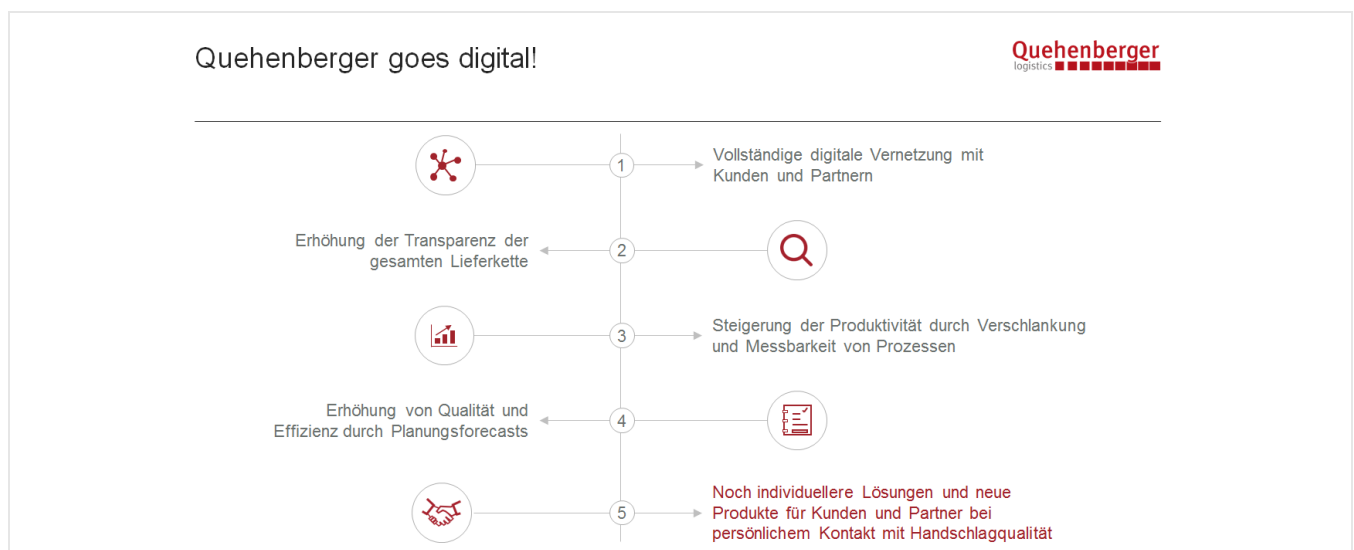 Quehenberger goes digital!
Quehenberger
logistics
1
Vollständige digitale Vernetzung mit
Kunden und Partnern
Erhöhung der Transparenz der
gesamten Lieferkette
2
3
Steigerung der Produktivität durch Verschlankung
und Messbarkeit von Prozessen
Erhöhung von Qualität und
Effizienz durch Planungsforecasts
4
5
Noch individuellere Lösungen und neue
Produkte für Kunden und Partner bei
persönlichem Kontakt mit Handschlagqualität